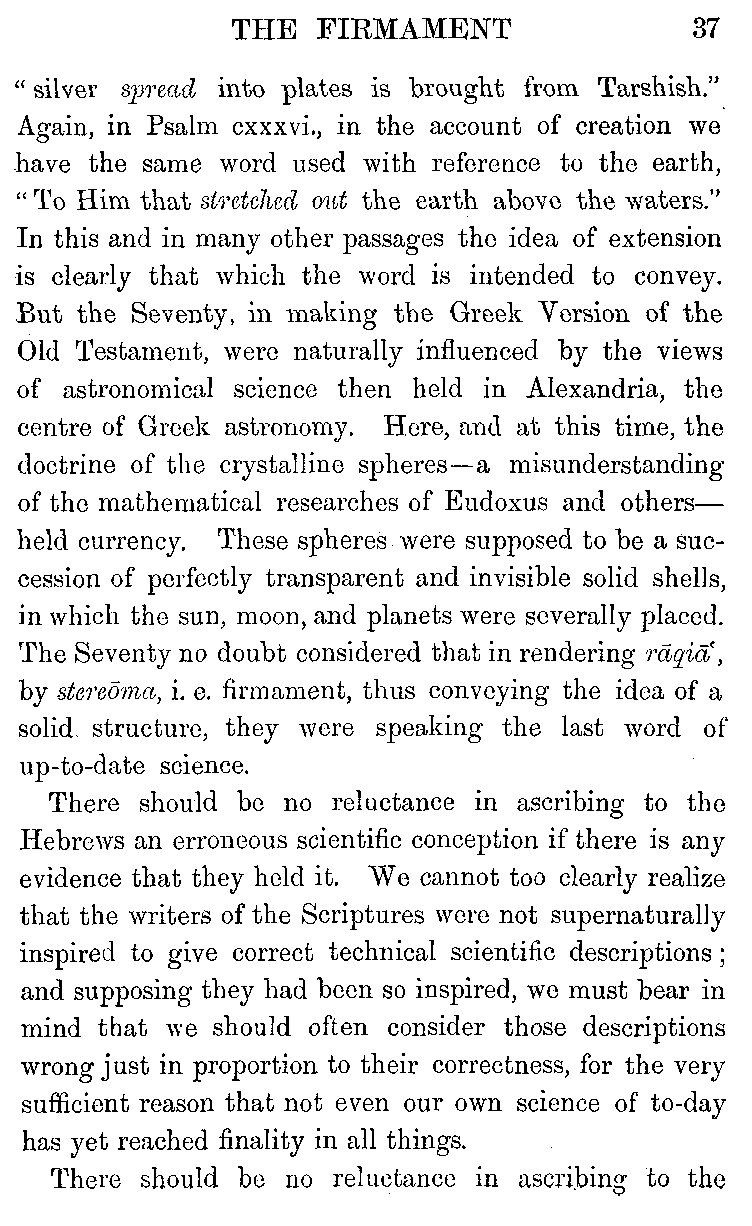 THE FIRMAMENT 37
“silver spread into plates is brought from Tarshish.”
Again, in Psalm cxxxvi., in the account of creation we
have the same word used with reference to the earth,
“To Him that stretched out the earth above the waters.”
In this and in many other passages the idea of extension
is clearly that which the word is intended to convey.
But the Seventy, in making the Greek Version of the
Old Testament, were naturally influenced by the views
of astronomical science then held in Alexandria, the
centre of Greek astronomy. Here, and at this time, the
doctrine of the crystalline spheres—a misunderstanding
of the mathematical researches of Eudoxus and others—
held currency. These spheres were supposed to be a suc-
cession of perfectly transparent and invisible solid shells,
in which the sun, moon, and planets were severally placed.
The Seventy no doubt considered that in rendering rāqiā‛,
by stereōma, i. e. firmament, thus conveying the idea of a
solid structure, they were speaking the last word of
up-to-date science.
There should be no reluctance in ascribing to the
Hebrews an erroneous scientific conception if there is any
evidence that they held it. We cannot too clearly realize
that the writers of the Scriptures were not supernaturally
inspired to give correct technical scientific descriptions;
and supposing they had been so inspired, we must bear in
mind that we should often consider those descriptions
wrong just in proportion to their correctness, for the very
sufficient reason that not even our own science of to-day
has yet reached finality in all things.
There should be no reluctance in ascribing to the